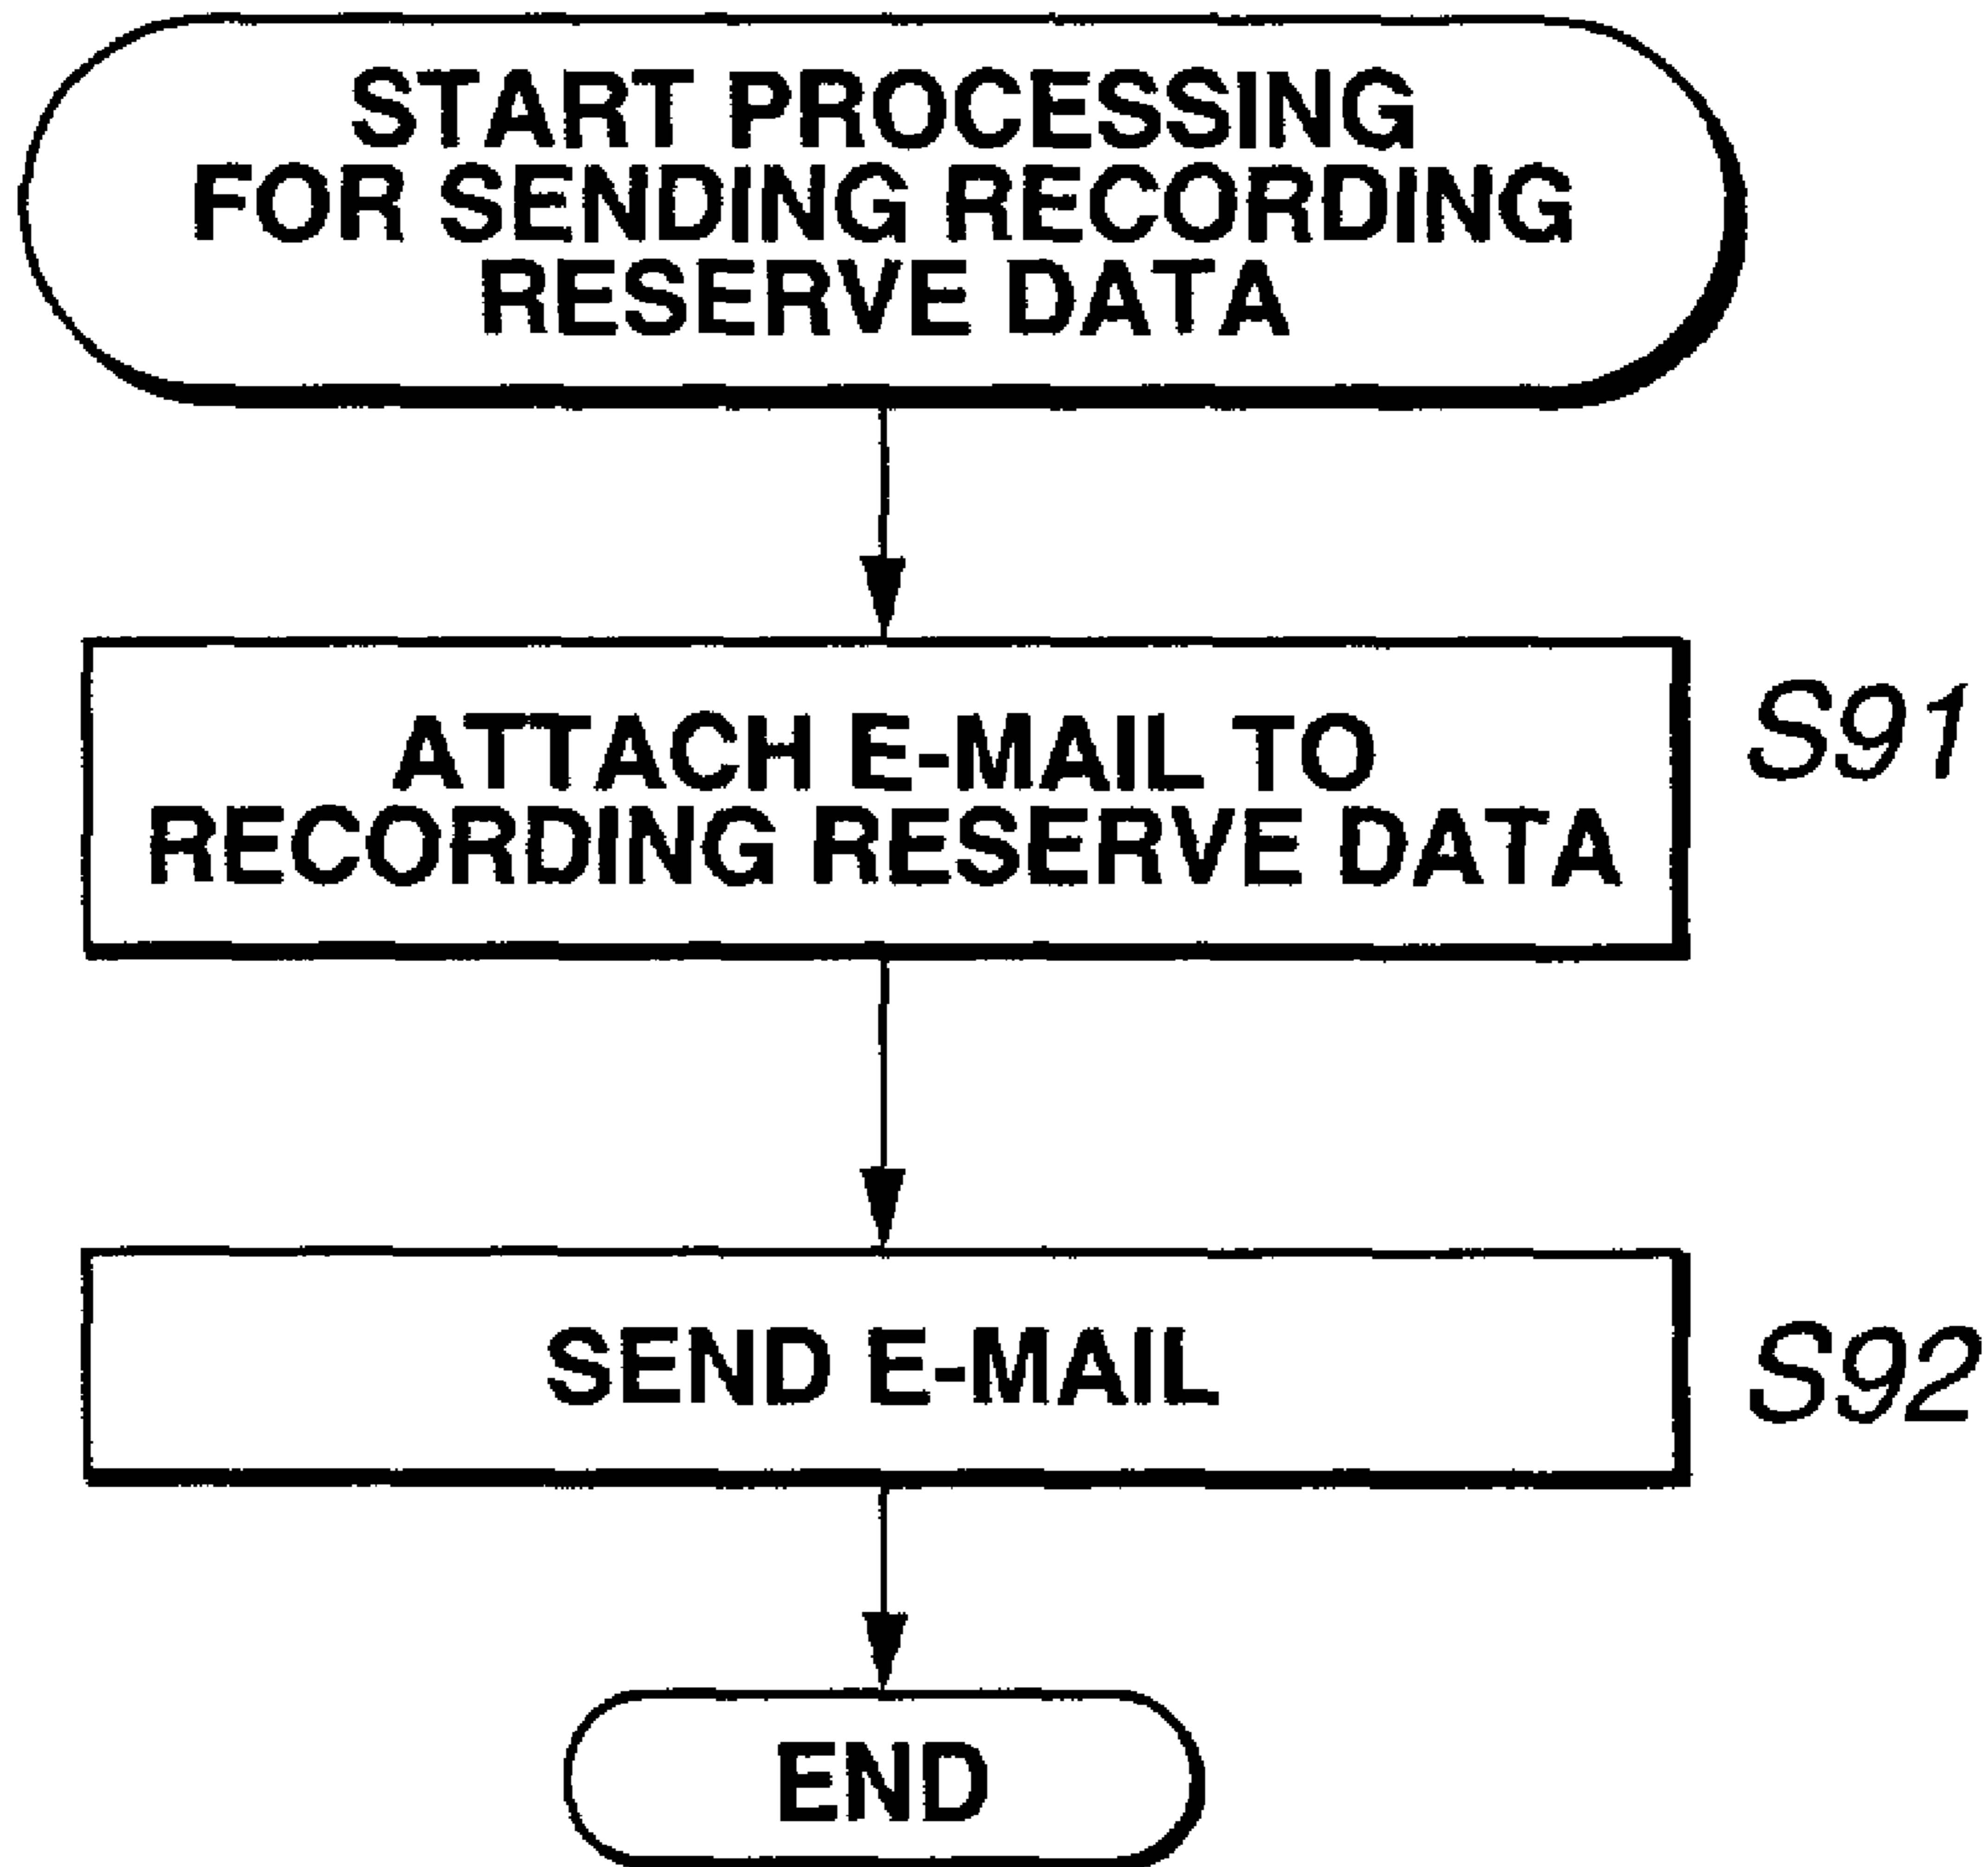 START PROCESSING
FOR SENDING RECORDING
RESERVE DATA
ATTACH E-MAIL TO
RECORDING RESERVE DATA
S91
SEND E-MAIL
S92
END